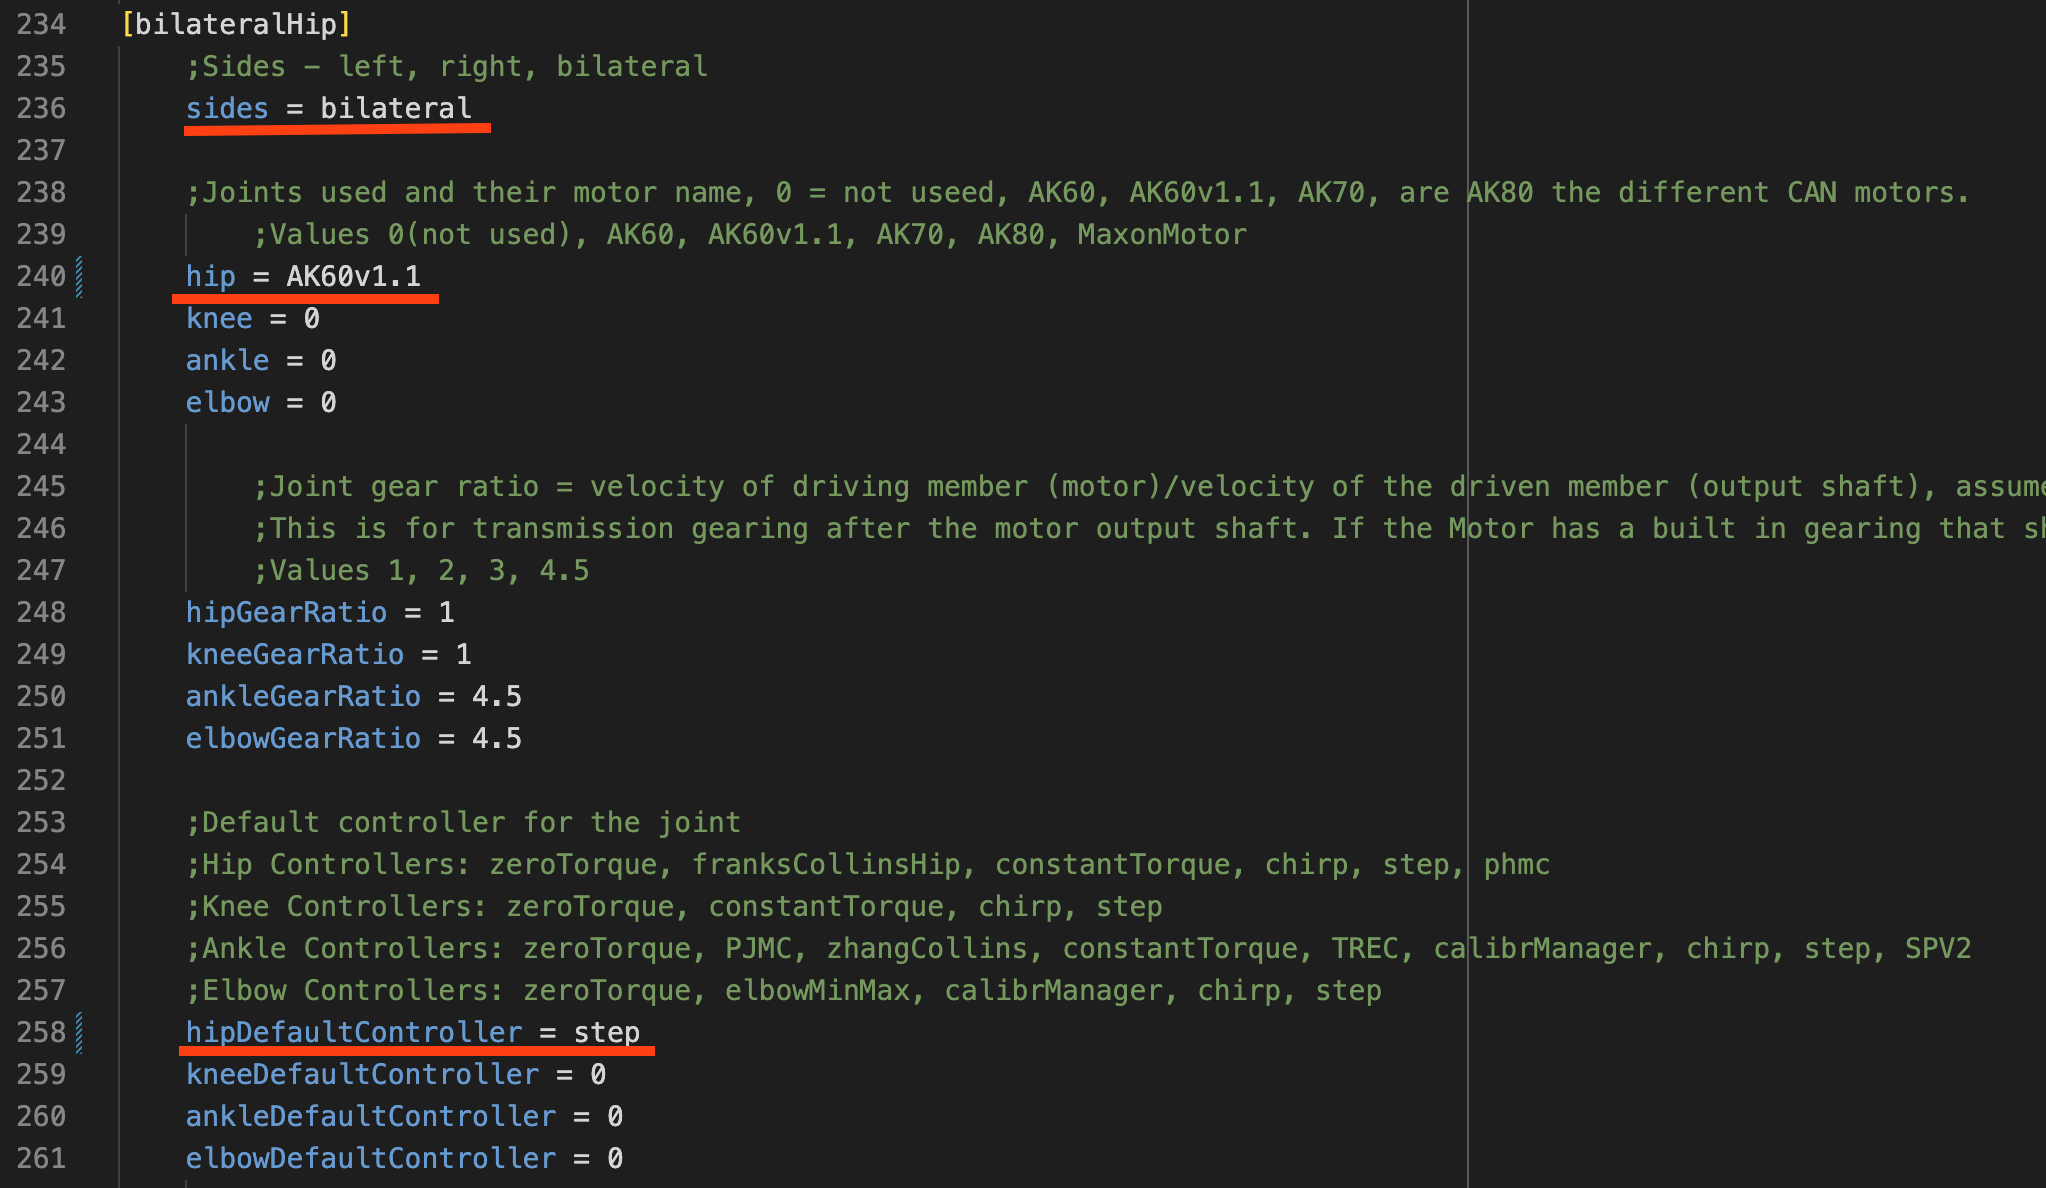 234 [bilateralHip]
235 ;Sides – left, right, bilateral
236 sides = bilateral
237
238 ;Joints used and their motor name, 0 = not useed, AK60, AK60v1.1, AK70, are AK80 the different CAN motors.
239 ;Values 0(not used), AK60, AK60v1.1, AK70, AK80, MaxonMotor
240 hip = AK60v1.1
241 knee = 0
242 ankle = 0
243 elbow = 0
244
245 ;Joint gear ratio = velocity of driving member (motor)/velocity of the driven member (output shaft), assume
246 ;This is for transmission gearing after the motor output shaft. If the Motor has a built in gearing that sh
247 ;Values 1, 2, 3, 4.5
248 hipGearRatio = 1
249 kneeGearRatio = 1
250 ankleGearRatio = 4.5
251 elbowGearRatio = 4.5
252
253 ;Default controller for the joint
254 ;Hip Controllers: zeroTorque, franksCollinsHip, constantTorque, chirp, step, phmc
255 ;Knee Controllers: zeroTorque, constantTorque, chirp, step
256 ;Ankle Controllers: zeroTorque, PJMC, zhangCollins, constantTorque, TREC, calibrManager, chirp, step, SPV2
257 ;Elbow Controllers: zeroTorque, elbowMinMax, calibrManager, chirp, step
258 hipDefaultController = step
259 kneeDefaultController = 0
260 ankleDefaultController = 0
261 elbowDefaultController = 0